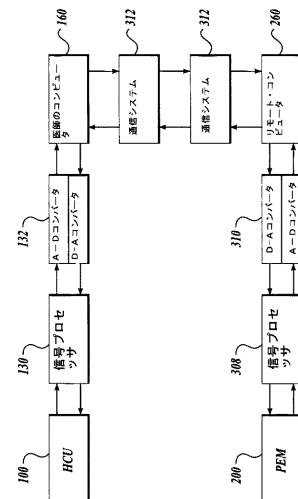 100
HCU
130
信号プロセ
ッサ
132
A-Dコンバータ
D-Aコンバータ
160
医師のコンピュー
タ
312
通信システム
312
通信システム
200
PEM
308
信号プロセ
ッサ
310
D-Aコンバータ
A-Dコンバータ
260
リモート・コン
ピュータ